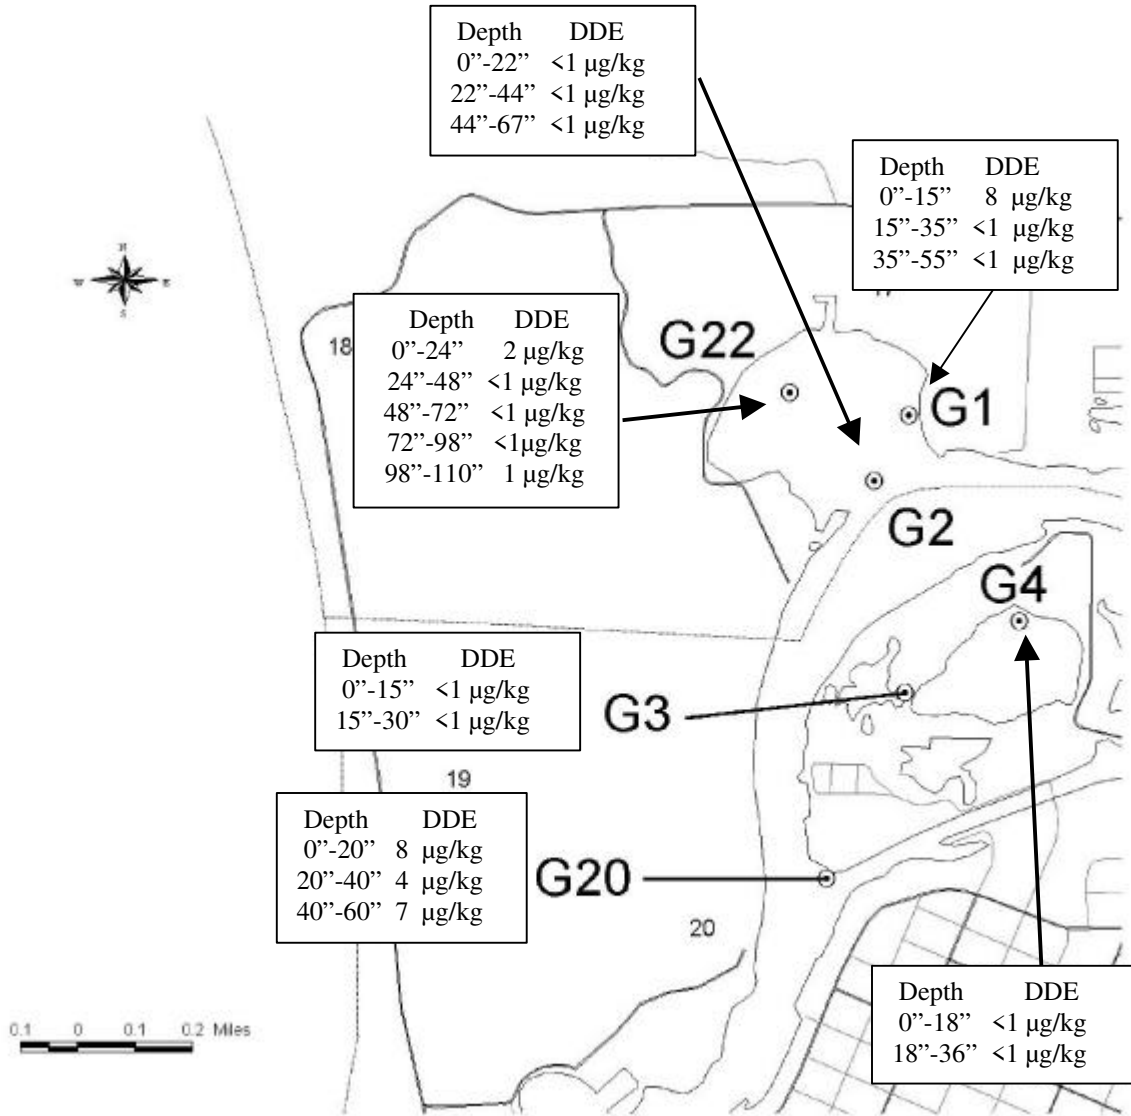 Depth DDE
0”-22” <1 µg/kg
22”-44” <1 µg/kg
44”-67” <1 µg/kg
Depth DDE
0”-15” 8 µg/kg
15”-35” <1 µg/kg
35”-55” <1 µg/kg
N
W E
S
18
Depth DDE
0”-24” 2 µg/kg
24”-48” <1 µg/kg
48”-72” <1 µg/kg
72”-98” <1µg/kg
98”-110” 1 µg/kg
G22
G1
G2
G4
Depth DDE
0”-15” <1 µg/kg
15”-30” <1 µg/kg
G3
19
Depth DDE
0”-20” 8 µg/kg
20”-40” 4 µg/kg
40”-60” 7 µg/kg
G20
20
Depth DDE
0”-18” <1 µg/kg
18”-36” <1 µg/kg
0.1 0 0.1 0.2 Miles